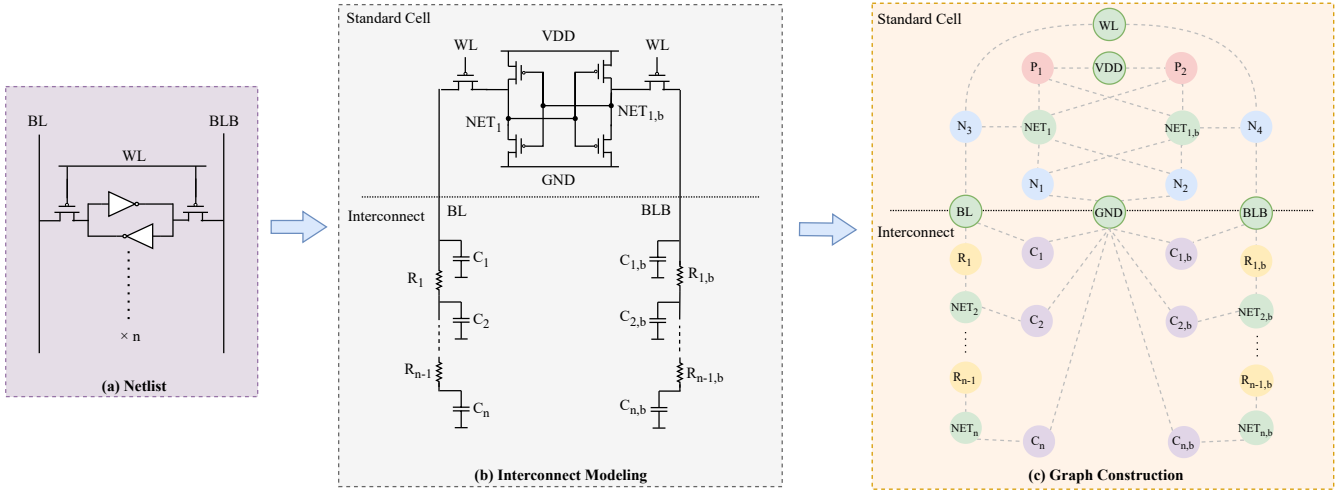 BL
BLB
WL
× n
(a) Netlist
Standard Cell
VDD
WL
WL
NET1
NET1,b
GND
Interconnect
BL
BLB
C1
C1,b
R1
R1,b
C2
C2,b
Rn-1
Rn-1,b
Cn
Cn,b
(b) Interconnect Modeling
Standard Cell
WL
P1
VDD
P2
N3
NET1
NET1,b
N4
N1
N2
BL
GND
BLB
Interconnect
R1
C1
C1,b
R1,b
NET2
C2
C2,b
NET2,b
Rn-1
Rn-1,b
NETn
Cn
Cn,b
NETn,b
(c) Graph Construction